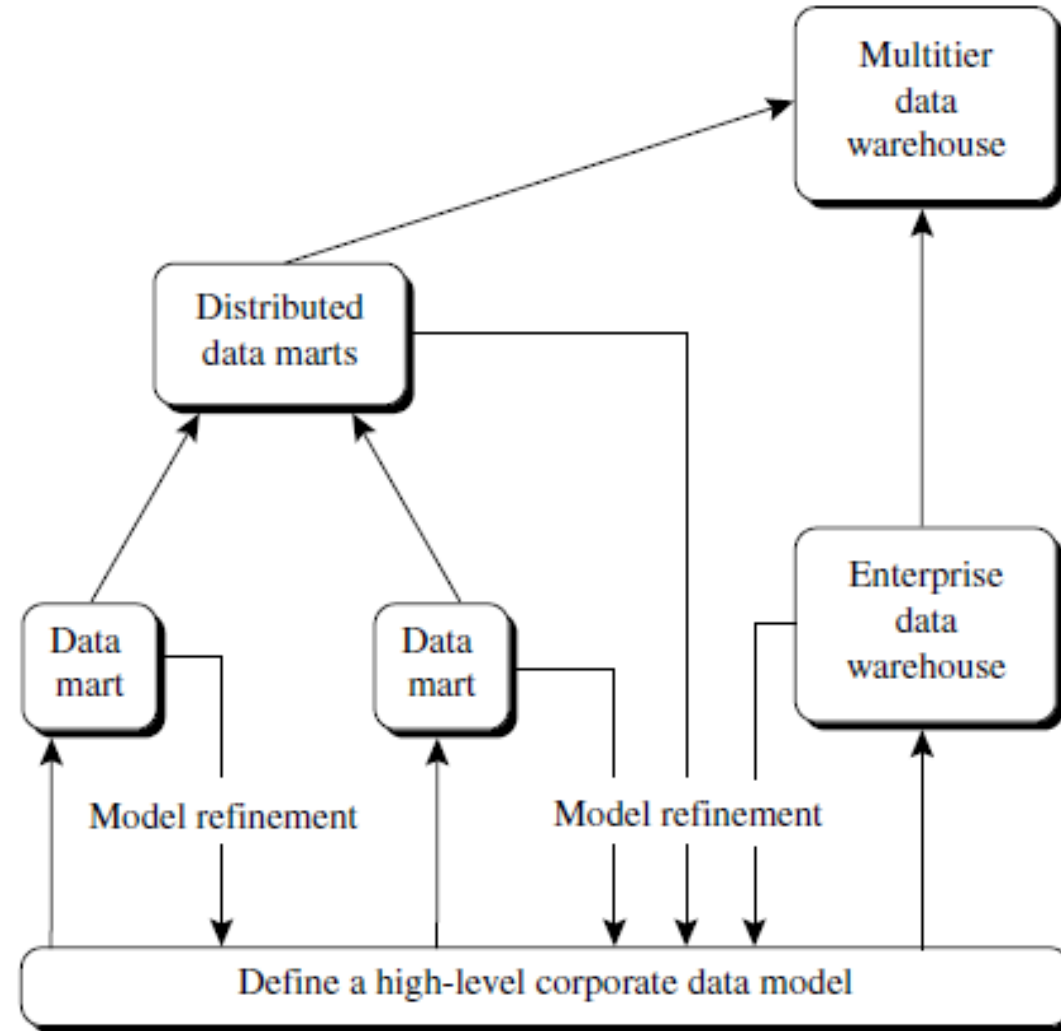 Multitier
data
warehouse
Distributed
data marts
Enterprise
data
warehouse
Data
mart
Data
mart
Model refinement
Model refinement
Define a high-level corporate data model